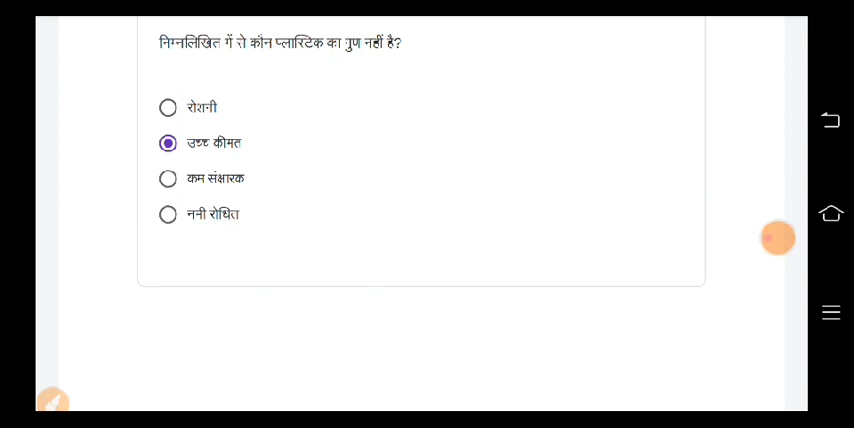 निम्नलिखित में से कौन प्लास्टिक का गुण नहीं है?
रोशनी
उच्च कीमत
कम संक्षारक
नमी रोधित